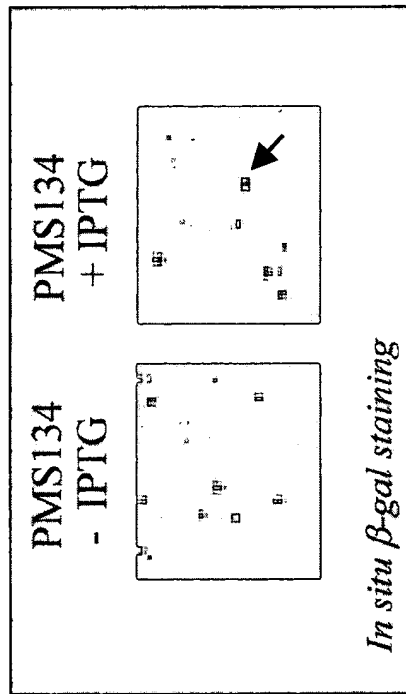 PMS134
- IPTG
PMS134
+ IPTG
In situ β-gal staining